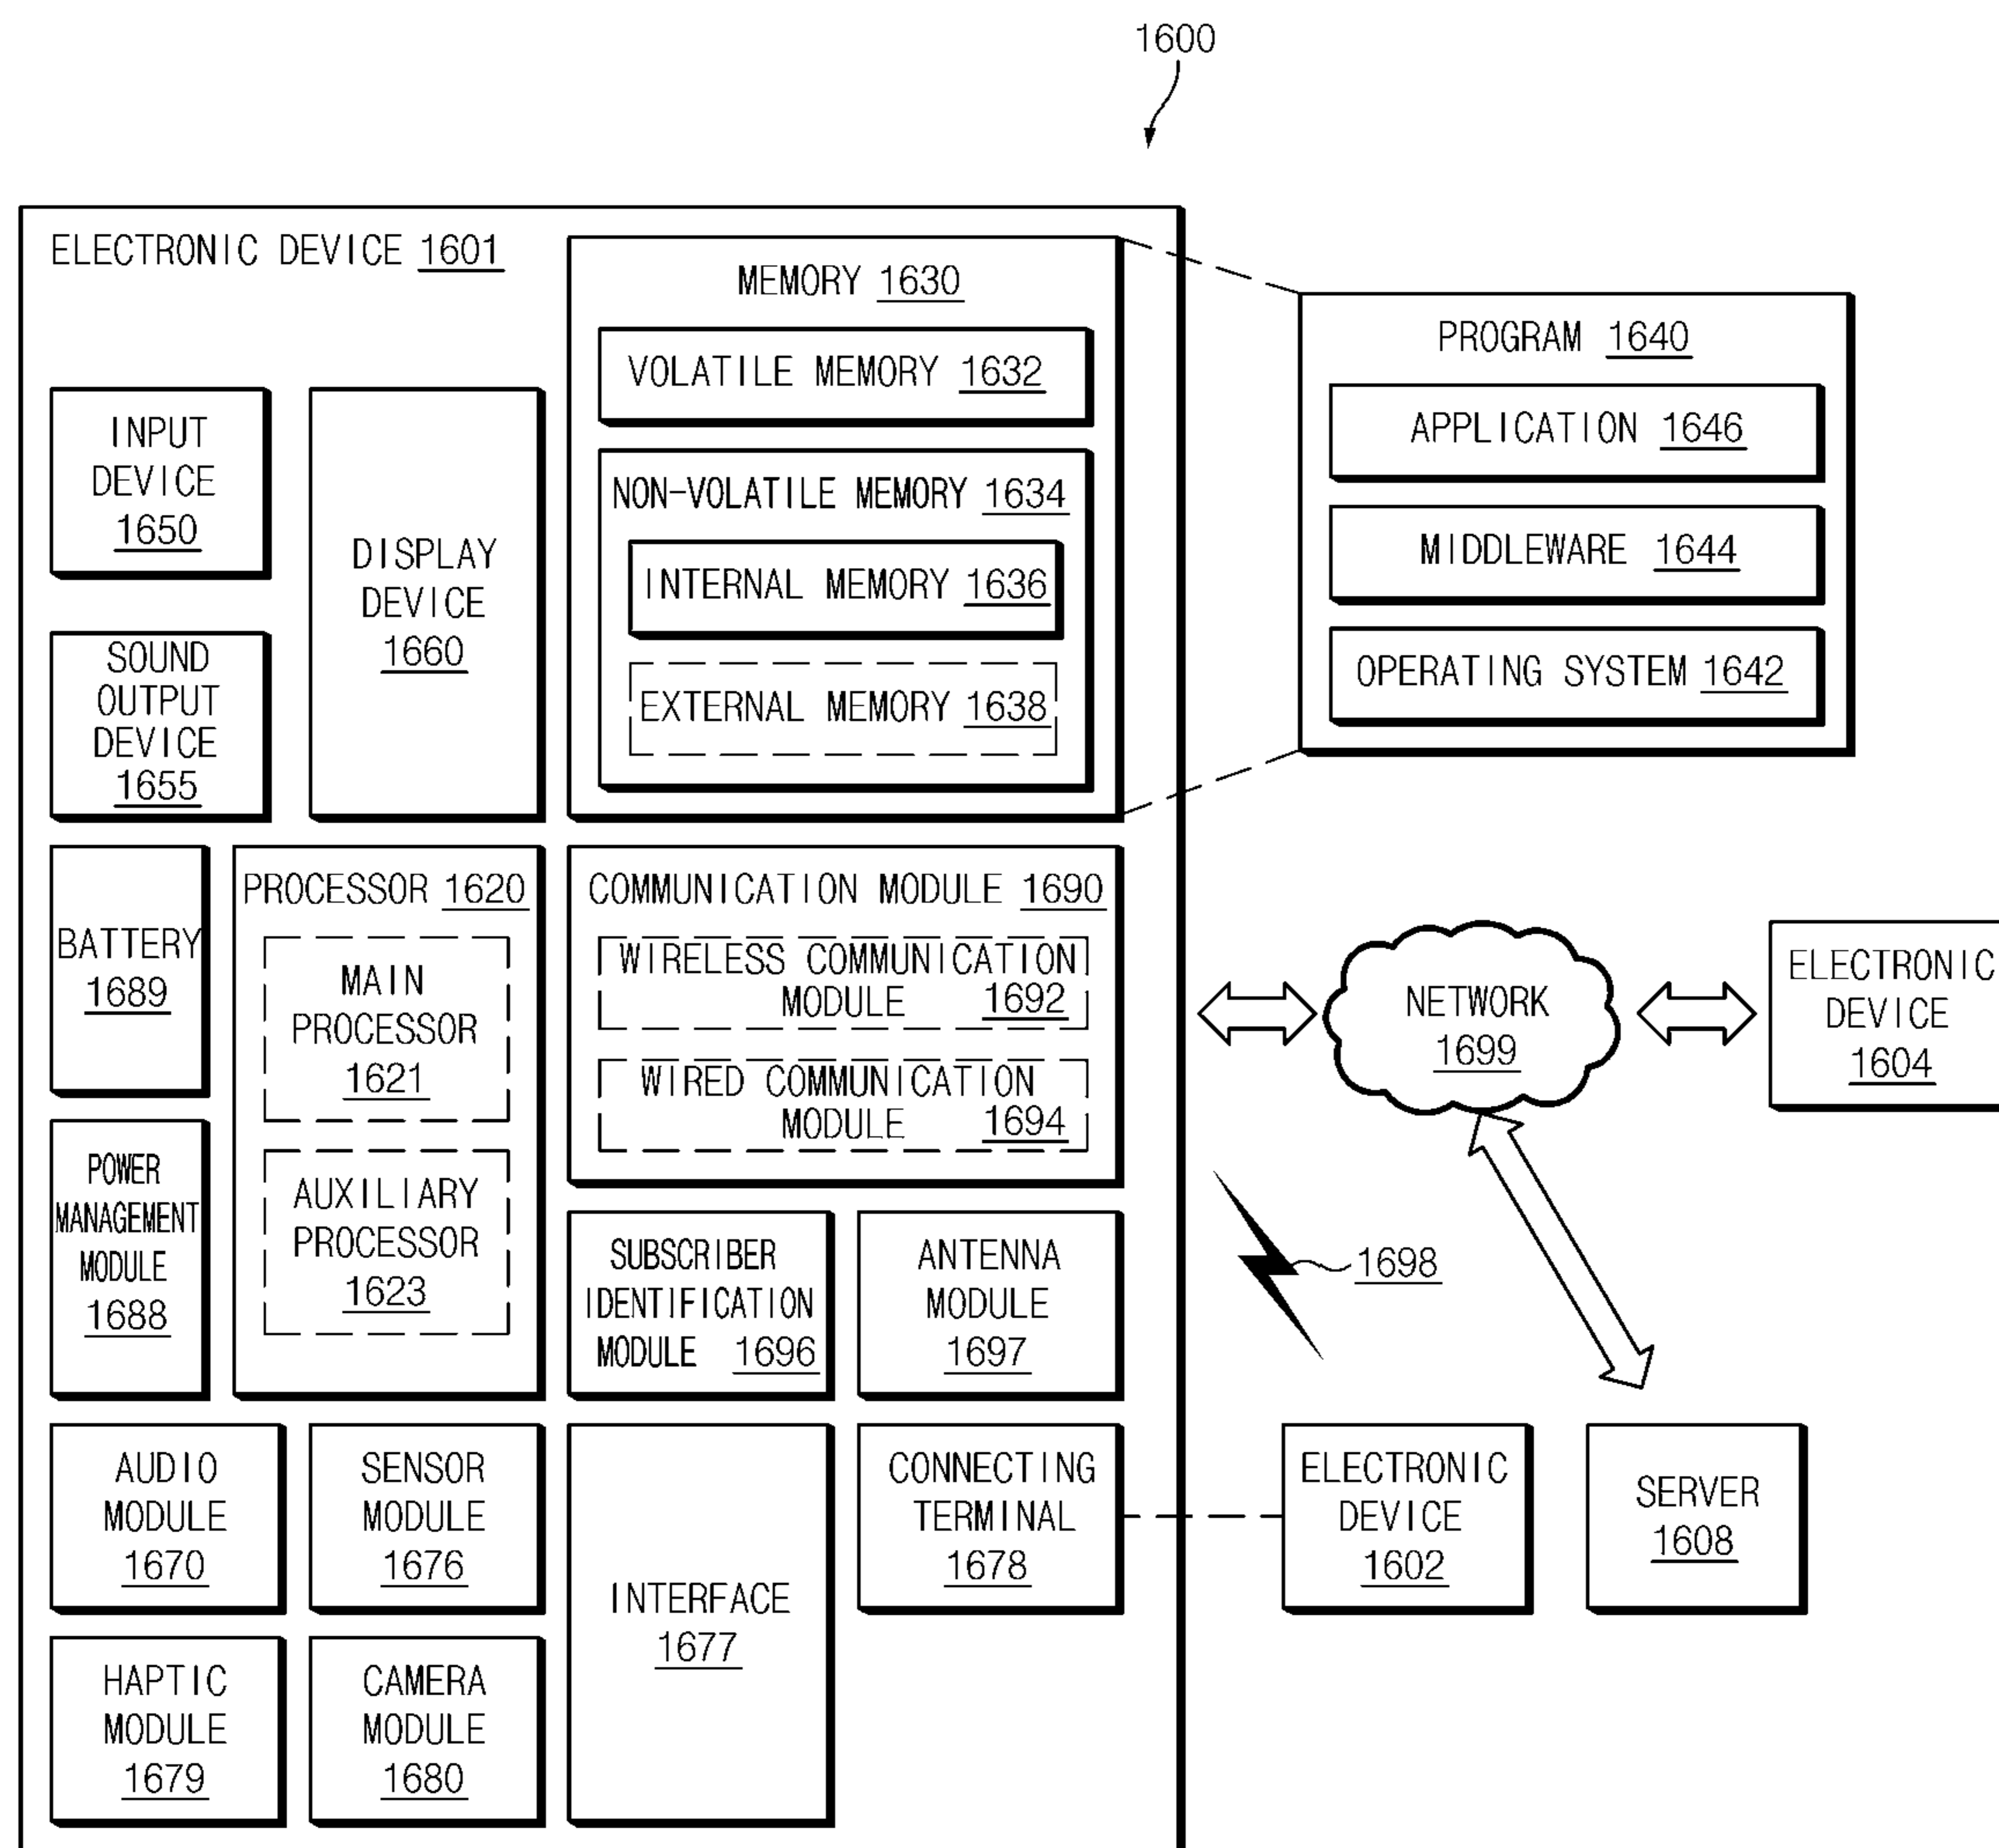 1600
ELECTRONIC DEVICE 1601
INPUT
DEVICE
1650
SOUND
OUTPUT
DEVICE
1655
DISPLAY
DEVICE
1660
MEMORY 1630
VOLATILE MEMORY 1632
NON-VOLATILE MEMORY 1634
INTERNAL MEMORY 1636
EXTERNAL MEMORY 1638
PROGRAM 1640
APPLICATION 1646
MIDDLEWARE 1644
OPERATING SYSTEM 1642
BATTERY
1689
POWER
MANAGEMENT
MODULE
1688
PROCESSOR 1620
MAIN
PROCESSOR
1621
AUXILIARY
PROCESSOR
1623
COMMUNICATION MODULE 1690
WIRELESS COMMUNICATION
MODULE 1692
WIRED COMMUNICATION
MODULE 1694
SUBSCRIBER
IDENTIFICATION
MODULE 1696
ANTENNA
MODULE
1697
NETWORK
1699
ELECTRONIC
DEVICE
1604
1698
AUDIO
MODULE
1670
SENSOR
MODULE
1676
INTERFACE
1677
CONNECTING
TERMINAL
1678
ELECTRONIC
DEVICE
1602
SERVER
1608
HAPTIC
MODULE
1679
CAMERA
MODULE
1680